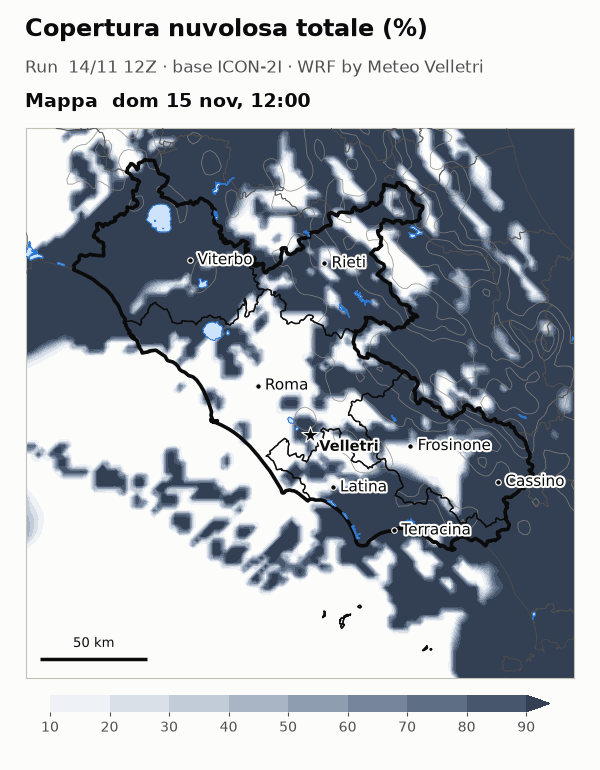 Copertura nuvolosa totale (%)
Run  14/11 12Z · base ICON-2I · WRF by Meteo Velletri
Mappa  dom 15 nov, 12:00
Viterbo
Rieti
Roma
Velletri
Frosinone
Latina
Cassino
Terracina
50 km
10 20 30 40 50 60 70 80 90